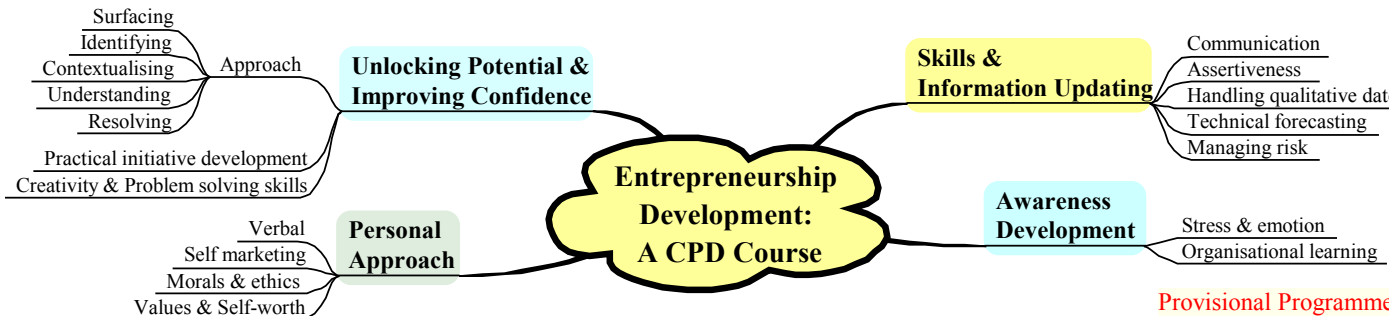 Surfacing
Identifying
Contextualising
Understanding
Resolving
Approach
Practical initiative development
Creativity & Problem solving skills
Unlocking Potential &
Improving Confidence
Verbal
Self marketing
Morals & ethics
Values & Self-worth
Personal
Approach
Entrepreneurship
Development:
A CPD Course
Skills &
Information Updating
Communication
Assertiveness
Handling qualitative date
Technical forecasting
Managing risk
Awareness
Development
Stress & emotion
Organisational learning
Provisional Programme